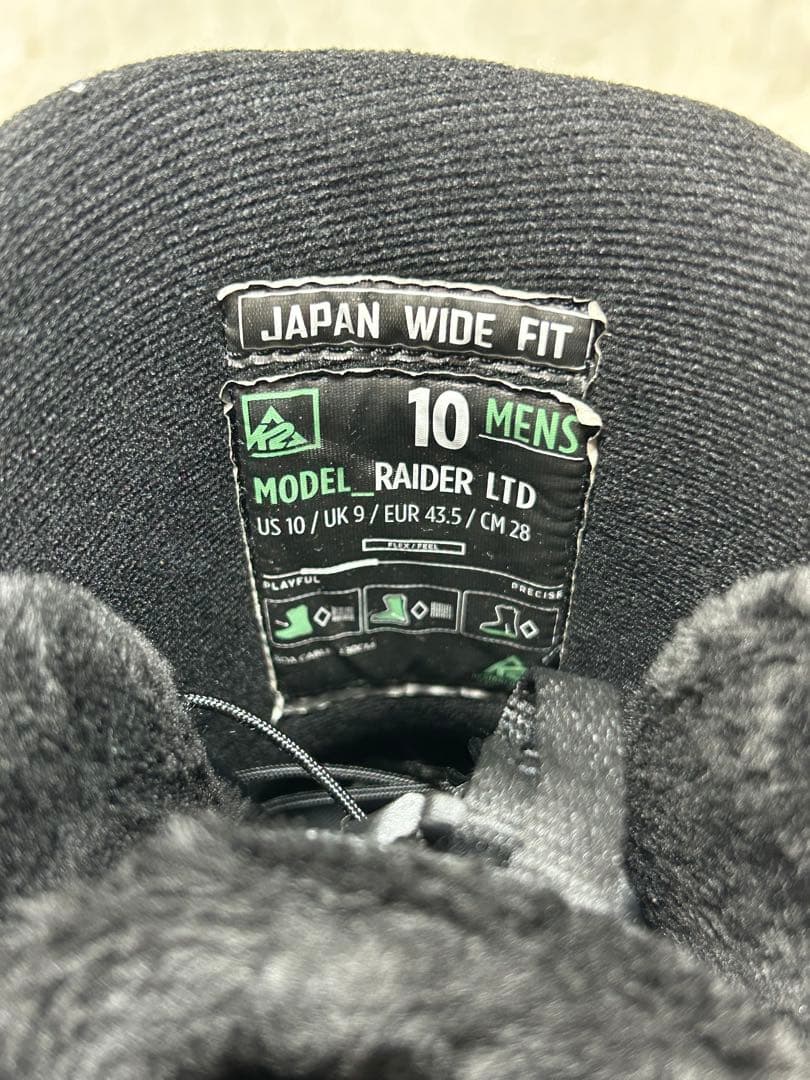 JAPAN WIDE FIT
K2 10 MENS
MODEL_RAIDER LTD
US 10 / UK 9 / EUR 43.5 / CM 28
FLEX / FEEL
PLAYFUL PRECISE